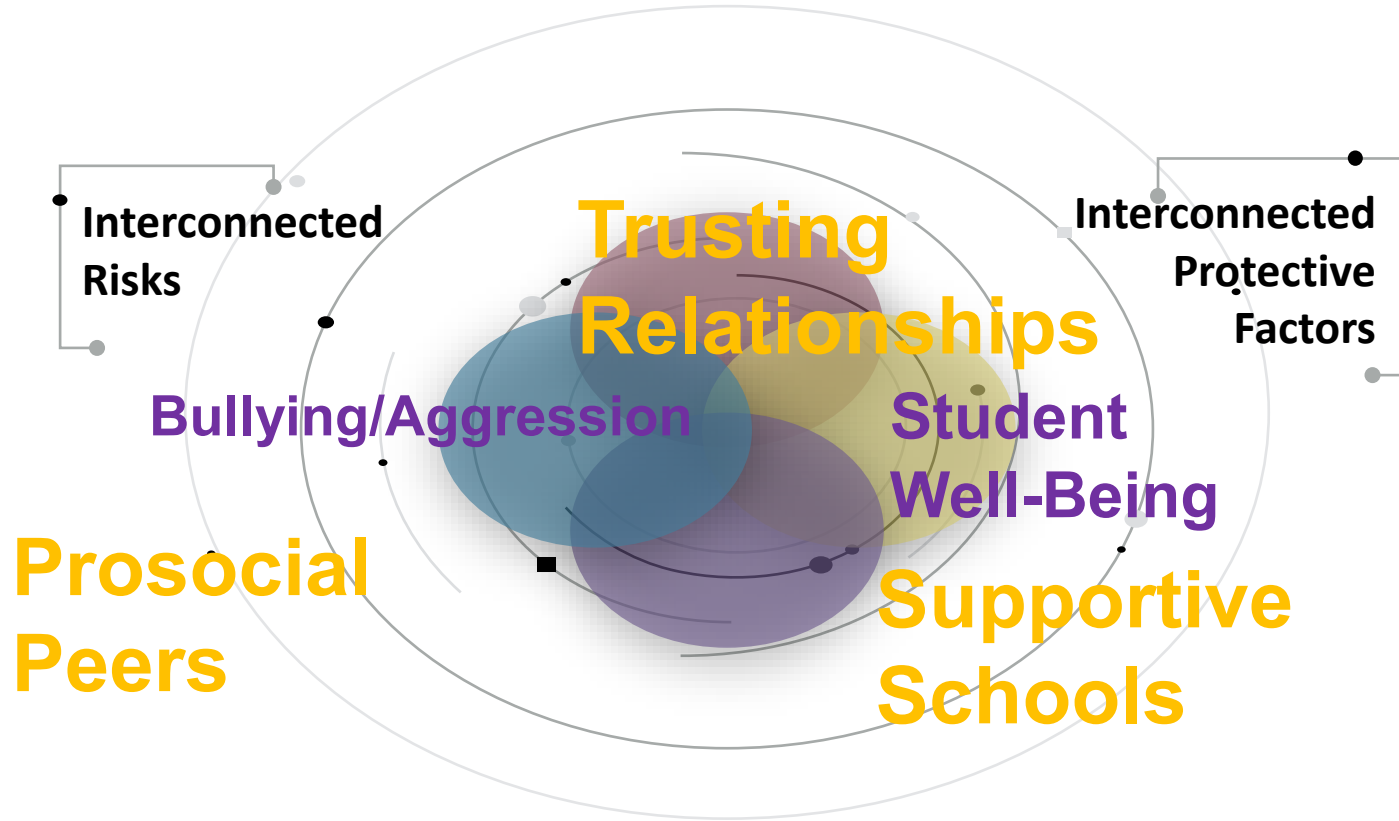 Interconnected
Risks
Trusting
Relationships
Interconnected
Protective
Factors
Bullying/Aggression
Student
Well-Being
Prosocial
Peers
Supportive
Schools